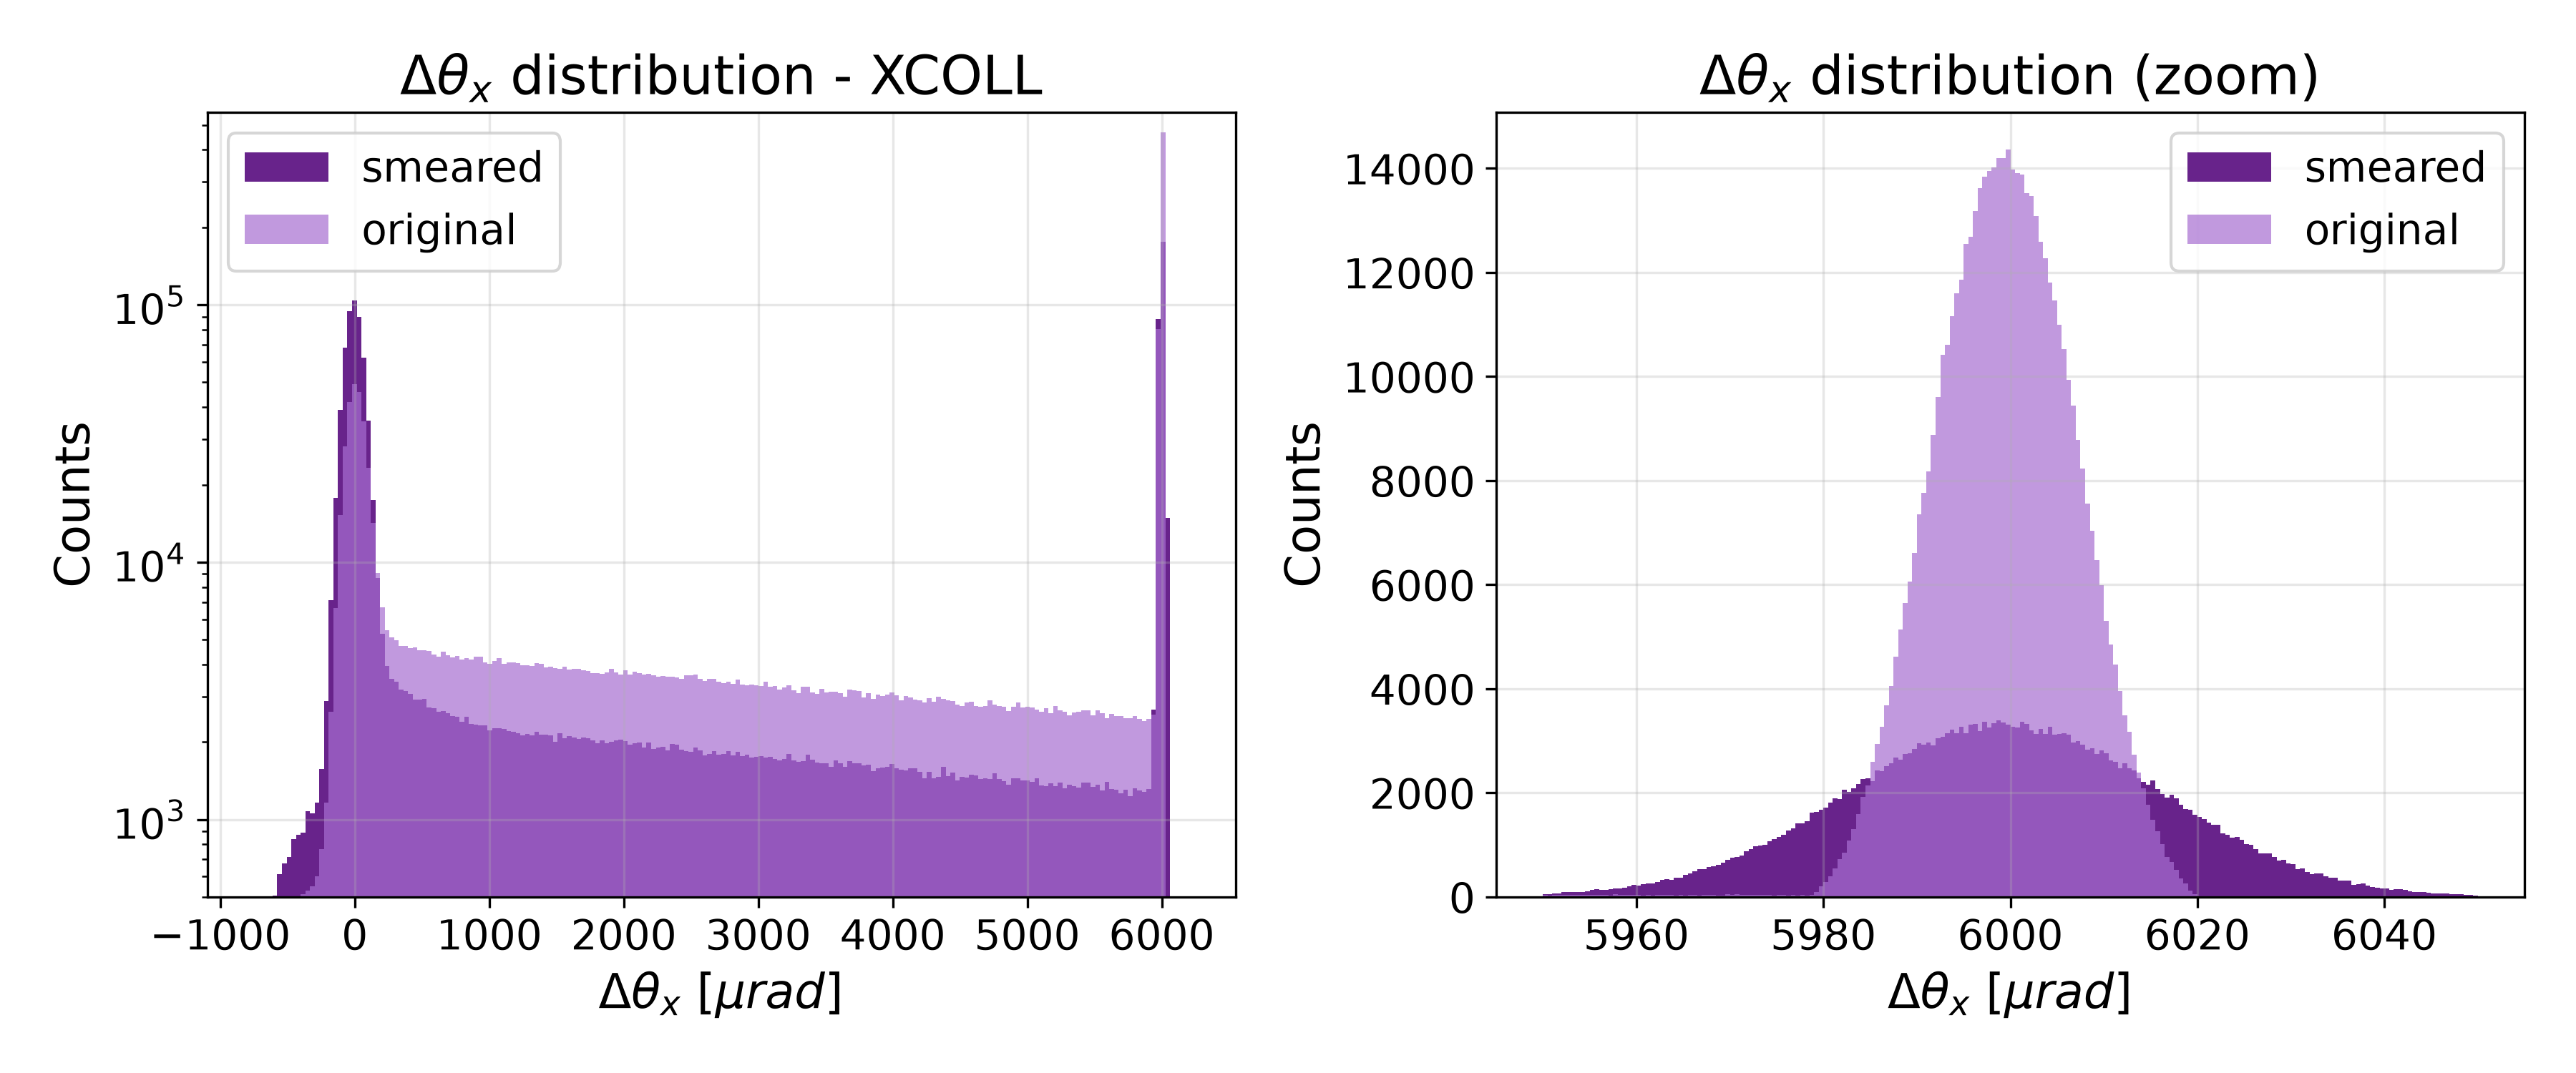 Δθx distribution - XCOLL
smeared
original
Counts
10^5
10^4
10^3
−1000 0 1000 2000 3000 4000 5000 6000
Δθx [μrad]
Δθx distribution (zoom)
smeared
original
Counts
14000
12000
10000
8000
6000
4000
2000
0
5960 5980 6000 6020 6040
Δθx [μrad]